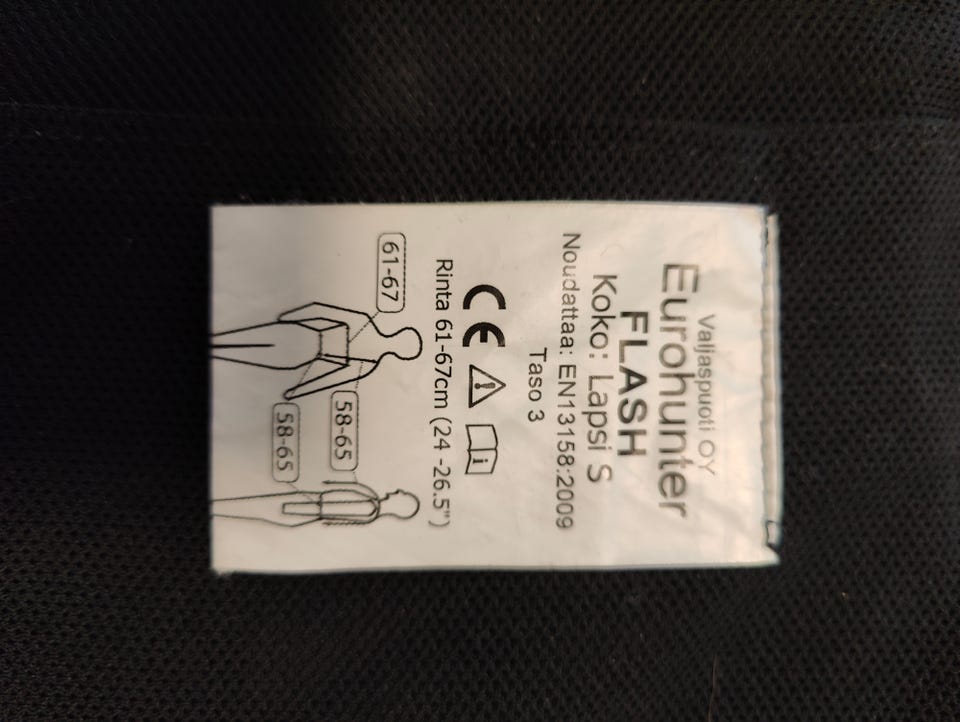 Valjaspuoti OY
Eurohunter
FLASH
Koko: Lapsi S
Noudattaa: EN13158:2009
Taso 3
CE
Rinta 61-67cm (24 -26.5")
61-67
58-65
58-65